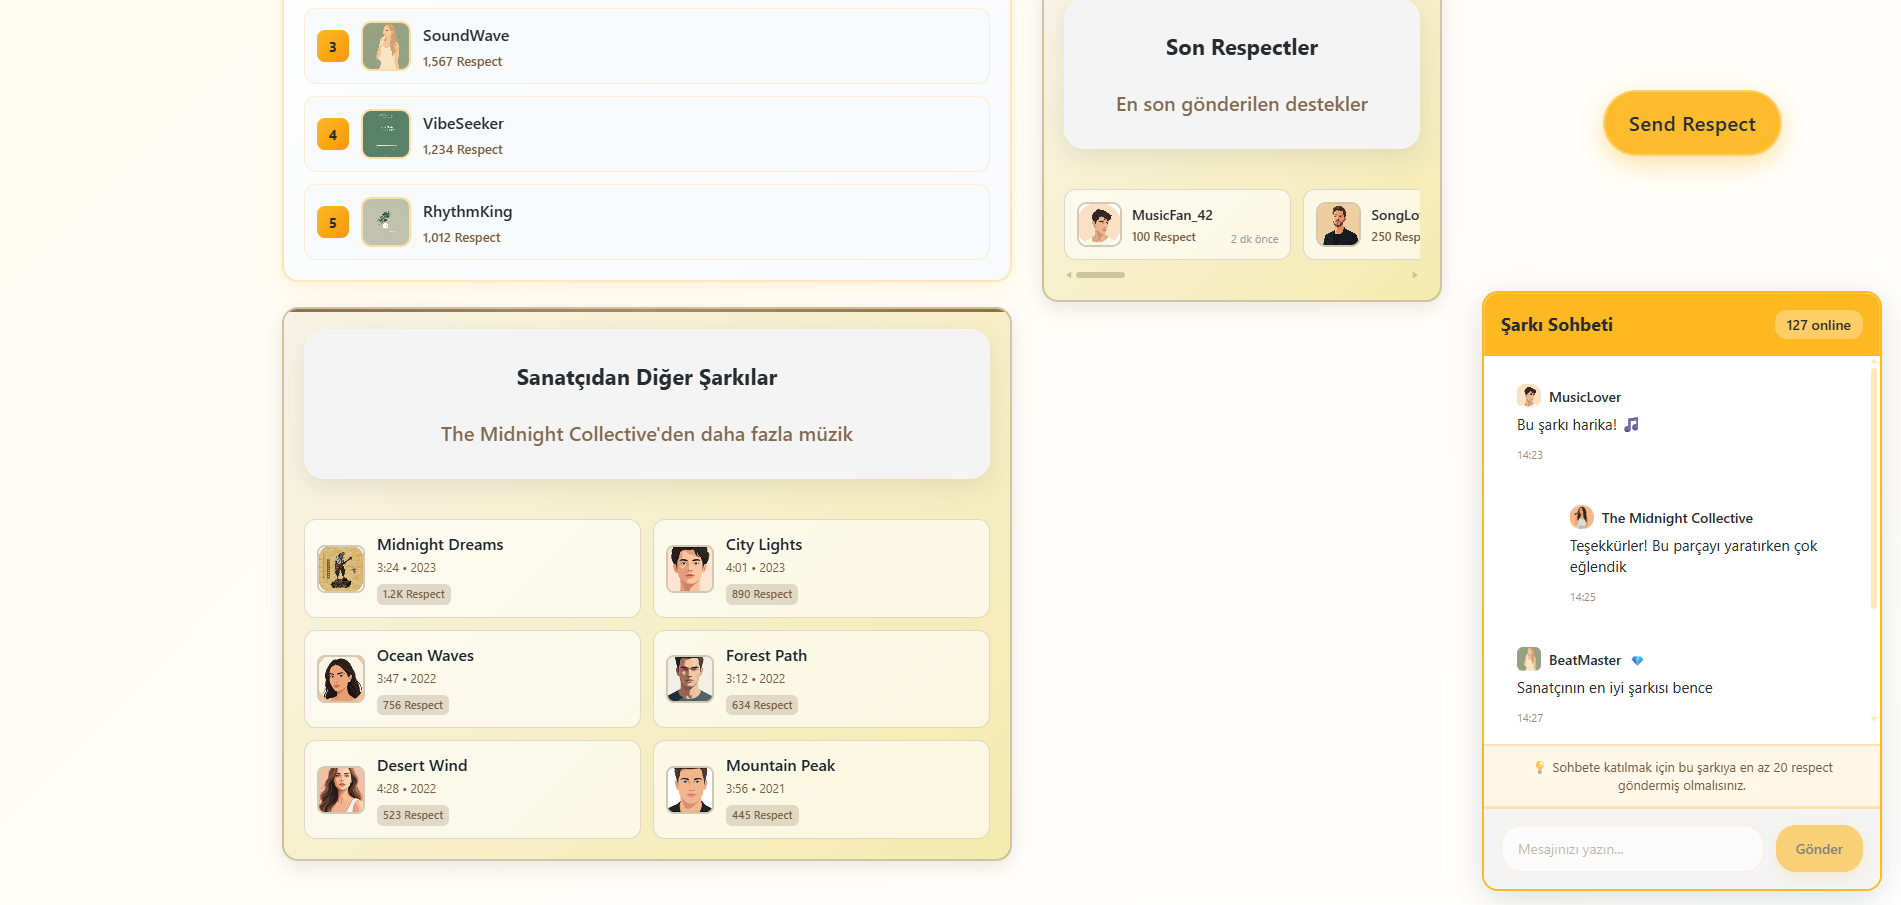 3
SoundWave
1,567 Respect
4
VibeSeeker
1,234 Respect
5
RhythmKing
1,012 Respect
Sanatçıdan Diğer Şarkılar
The Midnight Collective'den daha fazla müzik
Midnight Dreams
3:24 • 2023
1.2K Respect
City Lights
4:01 • 2023
890 Respect
Ocean Waves
3:47 • 2022
756 Respect
Forest Path
3:12 • 2022
634 Respect
Desert Wind
4:28 • 2022
523 Respect
Mountain Peak
3:56 • 2021
445 Respect
Son Respectler
En son gönderilen destekler
MusicFan_42
100 Respect
2 dk önce
SongLo
250 Resp
Send Respect
Şarkı Sohbeti
127 online
MusicLover
Bu şarkı harika! 🎵
14:23
The Midnight Collective
Teşekkürler! Bu parçayı yaratırken çok
eğlendik
14:25
BeatMaster 💎
Sanatçının en iyi şarkısı bence
14:27
💡 Sohbete katılmak için bu şarkıya en az 20 respect
göndermiş olmalısınız.
Mesajınızı yazın...
Gönder